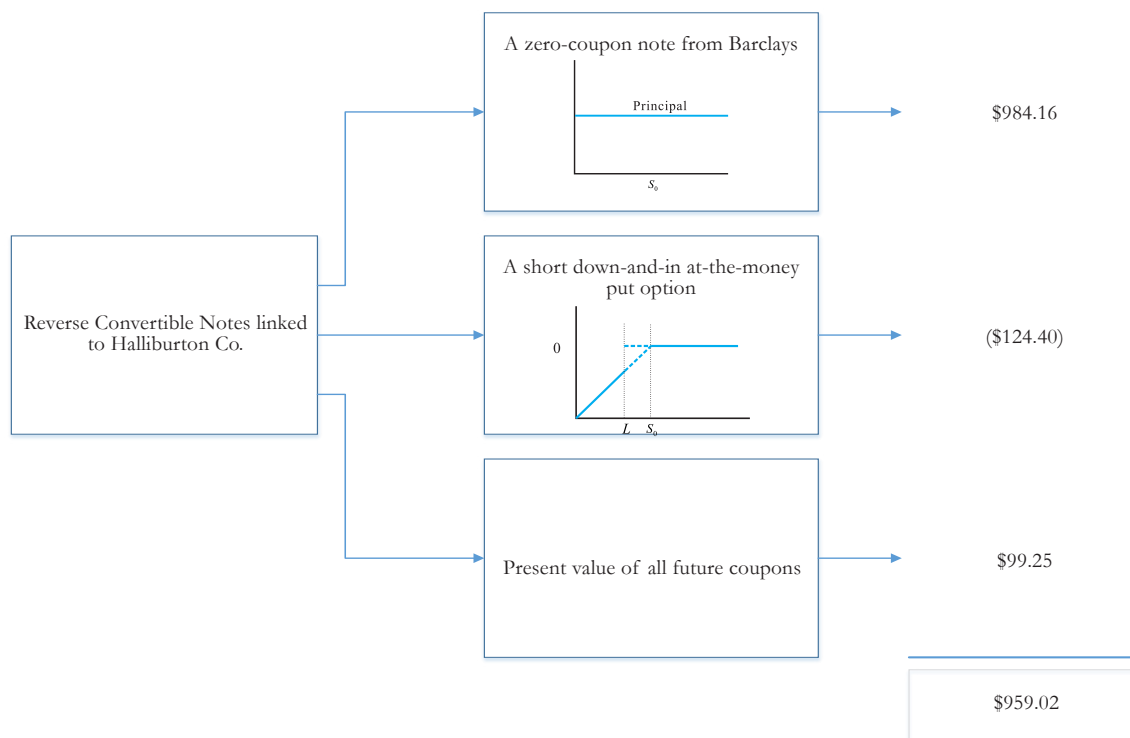 A zero-coupon note from Barclays
Principal
S₀
$984.16
Reverse Convertible Notes linked
to Halliburton Co.
A short down-and-in at-the-money
put option
0
L S₀
($124.40)
Present value of all future coupons
$99.25
$959.02